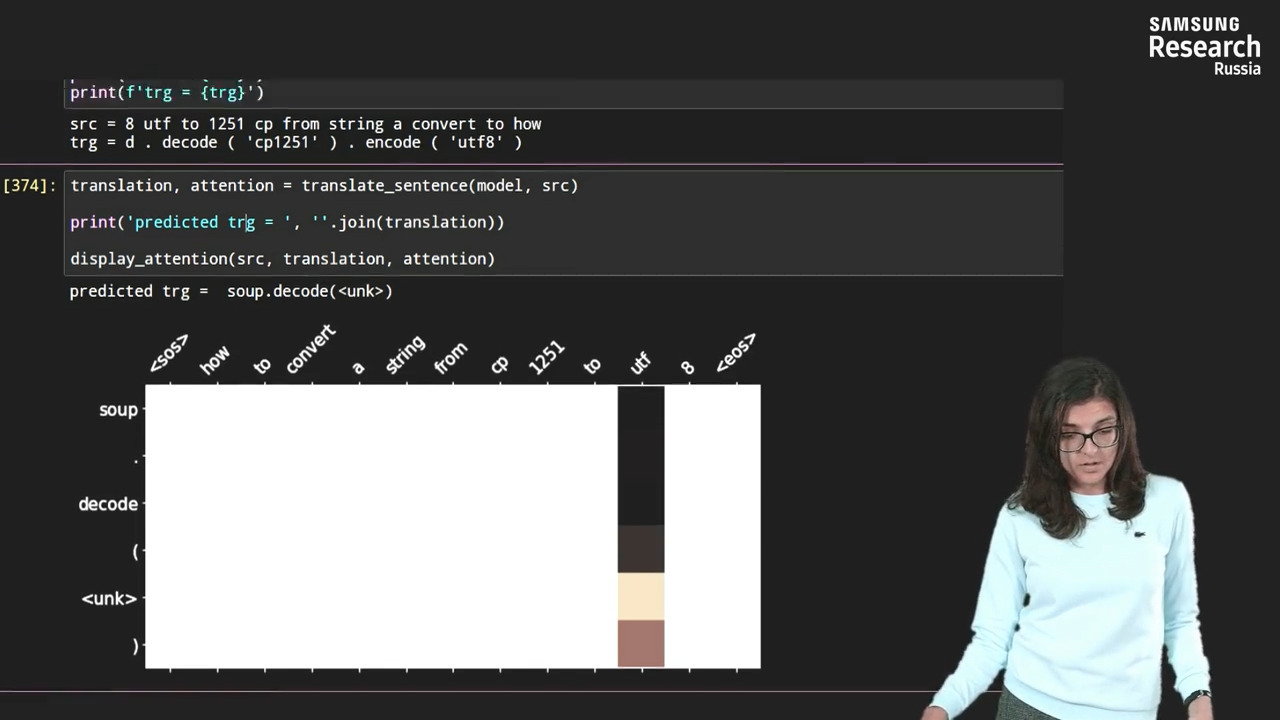 SAMSUNG
Research
Russia
print(f'trg = {trg}')
src = 8 utf to 1251 cp from string a convert to how
trg = d . decode ( 'cp1251' ) . encode ( 'utf8' )
[374]:
translation, attention = translate_sentence(model, src)
print('predicted trg = ', ''.join(translation))
display_attention(src, translation, attention)
predicted trg =  soup.decode(<unk>)
<sos> how to convert a string from cp 1251 to utf 8 <eos>
soup
.
decode
(
<unk>
)